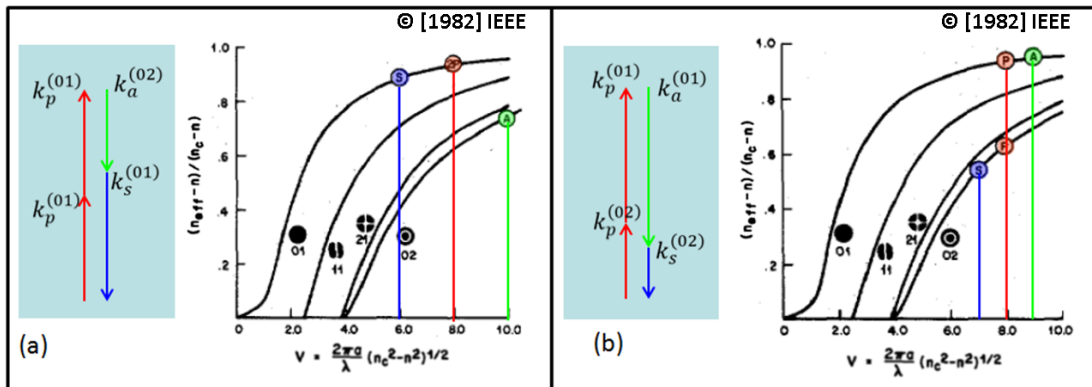 © [1982] IEEE
k_p^(01)
k_a^(02)
k_s^(01)
k_p^(01)
(n_eff-n)/(n_c-n)
1.0
.8
.6
.4
.2
0
2.0
4.0
6.0
8.0
10.0
S
2P
A
01
11
21
02
V = 2πa/λ (n_c²-n²)^1/2
(a)
© [1982] IEEE
k_p^(01)
k_a^(01)
k_p^(02)
k_s^(02)
(n_eff-n)/(n_c-n)
1.0
.8
.6
.4
.2
0
2.0
4.0
6.0
8.0
10.0
P
A
P
S
01
11
21
02
V = 2πa/λ (n_c²-n²)^1/2
(b)